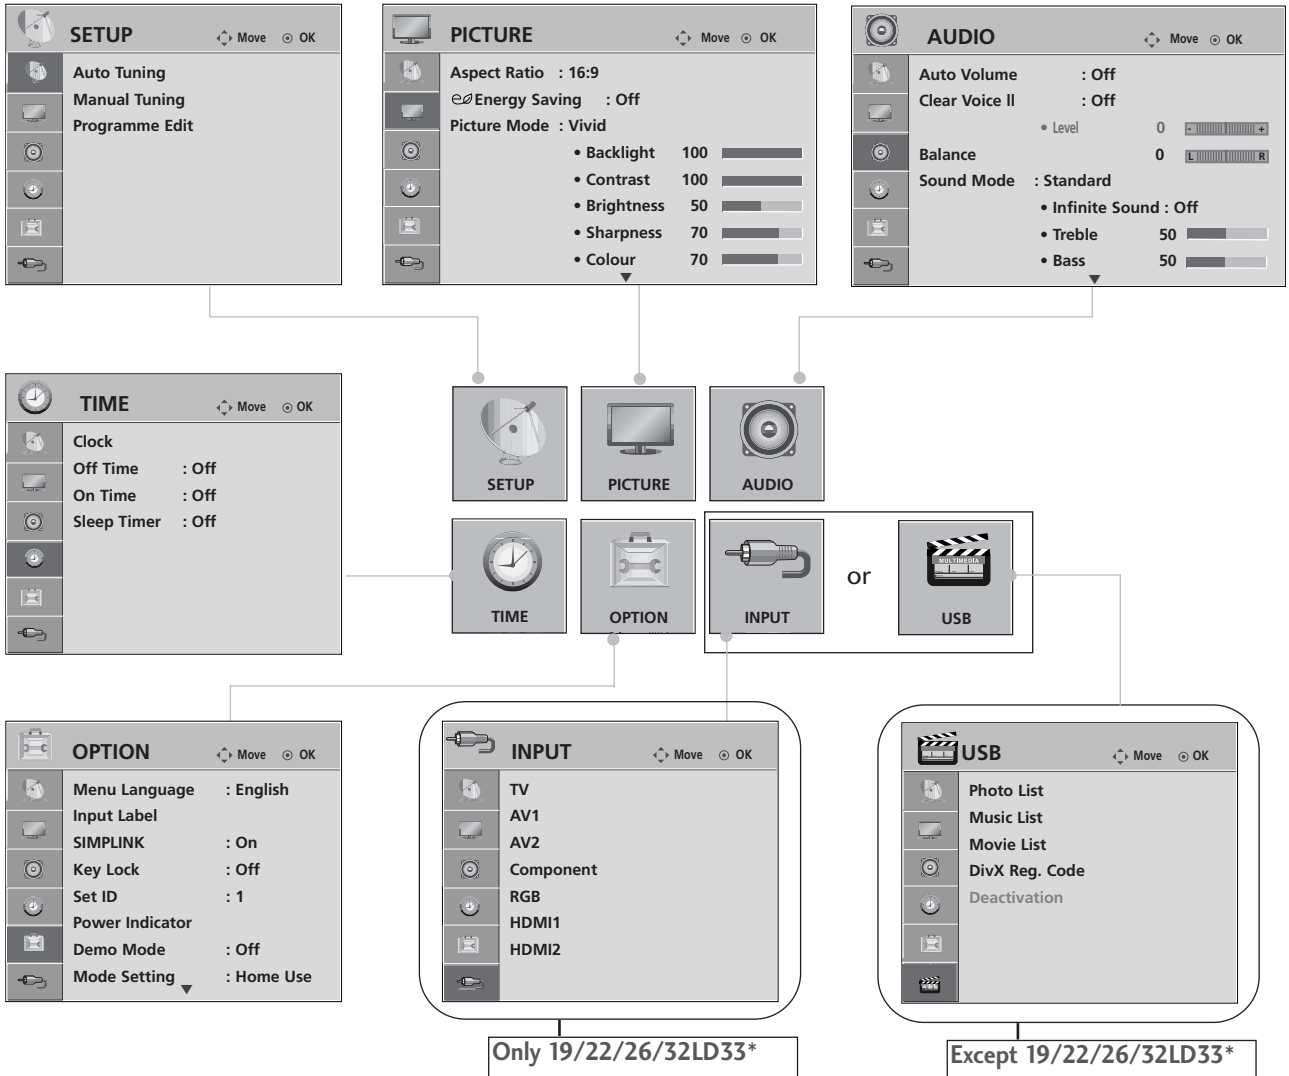 SETUP Move OK
Auto Tuning
Manual Tuning
Programme Edit
PICTURE Move OK
Aspect Ratio : 16:9
Energy Saving : Off
Picture Mode : Vivid
• Backlight 100
• Contrast 100
• Brightness 50
• Sharpness 70
• Colour 70
AUDIO Move OK
Auto Volume : Off
Clear Voice II : Off
• Level 0 - +
Balance 0 L R
Sound Mode : Standard
• Infinite Sound : Off
• Treble 50
• Bass 50
TIME Move OK
Clock
Off Time : Off
On Time : Off
Sleep Timer : Off
SETUP
PICTURE
AUDIO
TIME
OPTION
INPUT
or
MULTIMEDIA
USB
OPTION Move OK
Menu Language : English
Input Label
SIMPLINK : On
Key Lock : Off
Set ID : 1
Power Indicator
Demo Mode : Off
Mode Setting : Home Use
INPUT Move OK
TV
AV1
AV2
Component
RGB
HDMI1
HDMI2
Only 19/22/26/32LD33*
USB Move OK
Photo List
Music List
Movie List
DivX Reg. Code
Deactivation
Except 19/22/26/32LD33*